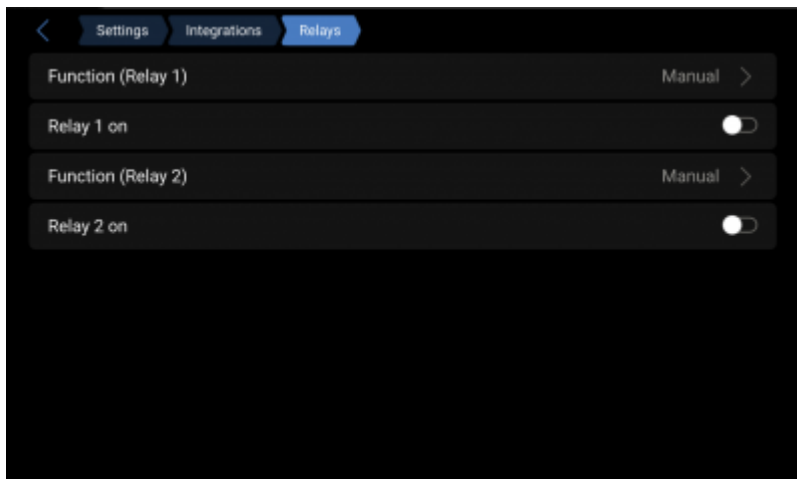 Settings Integrations Relays
Function (Relay 1) Manual
Relay 1 on
Function (Relay 2) Manual
Relay 2 on